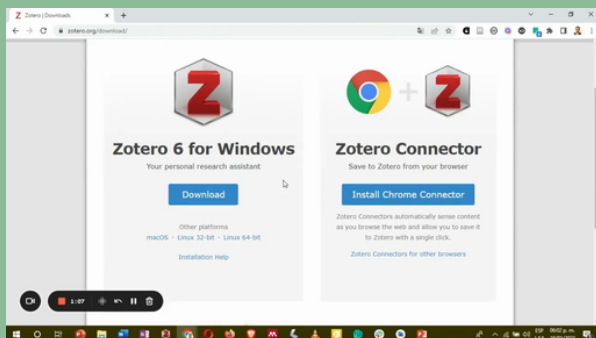 Zotero | Downloads
zotero.org/download/
Zotero 6 for Windows
Your personal research assistant
Download
Other platforms
macOS · Linux 32-bit · Linux 64-bit
Installation Help
Zotero Connector
Save to Zotero from your browser
Install Chrome Connector
Zotero Connectors automatically sense content
as you browse the web and allow you to save it
to Zotero with a single click.
Zotero Connectors for other browsers
1:07
ESP
06:02 p. m.